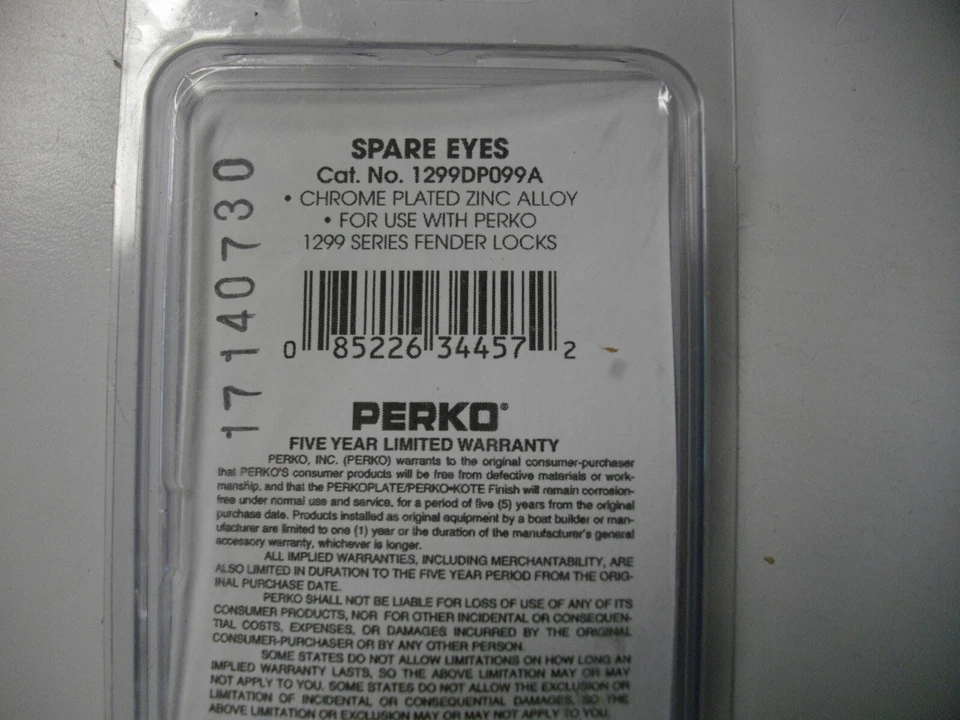 SPARE EYES
Cat. No. 1299DP099A
• CHROME PLATED ZINC ALLOY
• FOR USE WITH PERKO
1299 SERIES FENDER LOCKS
17140730
0 85226 34457 2
PERKO®
FIVE YEAR LIMITED WARRANTY
PERKO, INC. (PERKO) warrants to the original consumer-purchaser
that PERKO'S consumer products will be free from defective materials or work-
manship, and that the PERKOPLATE/PERKO•KOTE Finish will remain corrosion-
free under normal use and service, for a period of five (5) years from the original
purchase date. Products installed as original equipment by a boat builder or man-
ufacturer are limited to one (1) year or the duration of the manufacturer's general
accessory warranty, whichever is longer.
ALL IMPLIED WARRANTIES, INCLUDING MERCHANTABILITY, ARE
ALSO LIMITED IN DURATION TO THE FIVE YEAR PERIOD FROM THE ORIG-
INAL PURCHASE DATE.
PERKO SHALL NOT BE LIABLE FOR LOSS OF USE OF ANY OF ITS
CONSUMER PRODUCTS, NOR FOR OTHER INCIDENTAL OR CONSEQUEN-
TIAL COSTS, EXPENSES, OR DAMAGES INCURRED BY THE ORIGINAL
CONSUMER-PURCHASER OR BY ANY OTHER PERSON.
SOME STATES DO NOT ALLOW LIMITATIONS ON HOW LONG AN
IMPLIED WARRANTY LASTS, SO THE ABOVE LIMITATION MAY OR MAY
NOT APPLY TO YOU. SOME STATES DO NOT ALLOW THE EXCLUSION OR
LIMITATION OF INCIDENTAL OR CONSEQUENTIAL DAMAGES, SO THE
ABOVE LIMITATION OR EXCLUSION MAY OR MAY NOT APPLY TO YOU.